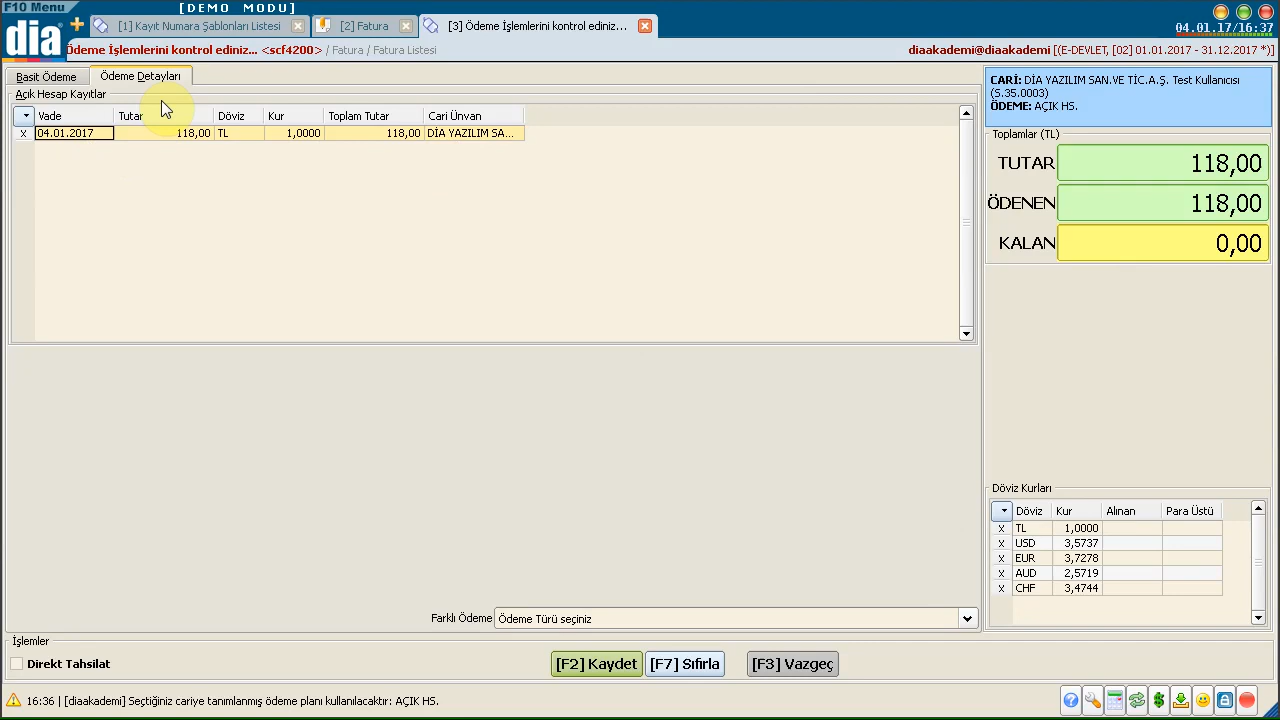 F10 Menu
[DEMO MODU]
dia
[1] Kayıt Numara Şablonları Listesi
[2] Fatura
[3] Ödeme İşlemlerini kontrol ediniz...
04.01.17/16:37
Ödeme İşlemlerini kontrol ediniz... <scf4200> / Fatura / Fatura Listesi
diaakademi@diaakademi [(E-DEVLET, [02] 01.01.2017 - 31.12.2017 *)]
Basit Ödeme
Ödeme Detayları
Açık Hesap Kayıtlar
Vade Tutar Döviz Kur Toplam Tutar Cari Ünvan
X 04.01.2017 118,00 TL 1,0000 118,00 DİA YAZILIM SA...
CARİ: DİA YAZILIM SAN.VE TİC.A.Ş. Test Kullanıcısı
(S.35.0003)
ÖDEME: AÇIK HS.
Toplamlar (TL)
TUTAR 118,00
ÖDENEN 118,00
KALAN 0,00
Döviz Kurları
Döviz Kur Alınan Para Üstü
X TL 1,0000
X USD 3,5737
X EUR 3,7278
X AUD 2,5719
X CHF 3,4744
Farklı Ödeme Ödeme Türü seçiniz
İşlemler
Direkt Tahsilat
[F2] Kaydet
[F7] Sıfırla
[F3] Vazgeç
16:36 | [diaakademi] Seçtiğiniz cariye tanımlanmış ödeme planı kullanılacaktır: AÇIK HS.